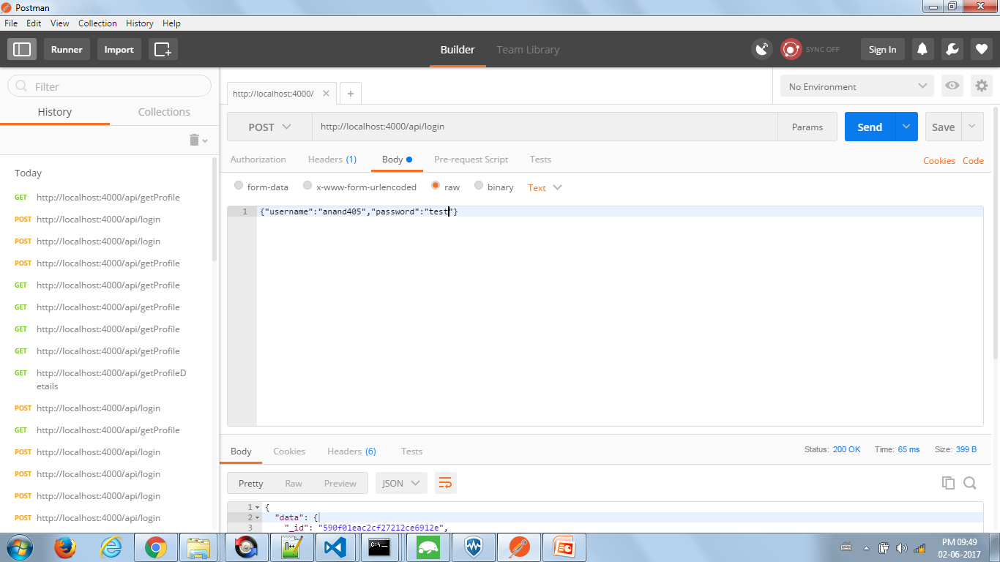 Postman
File Edit View Collection History Help
Runner Import Builder Team Library SYNC OFF Sign In
Filter
History Collections
Today
GET http://localhost:4000/api/getProfile
POST http://localhost:4000/api/login
POST http://localhost:4000/api/login
POST http://localhost:4000/api/getProfile
GET http://localhost:4000/api/getProfile
GET http://localhost:4000/api/getProfile
GET http://localhost:4000/api/getProfile
GET http://localhost:4000/api/getProfile
GET http://localhost:4000/api/getProfileD
etails
POST http://localhost:4000/api/login
GET http://localhost:4000/api/getProfile
POST http://localhost:4000/api/login
POST http://localhost:4000/api/login
POST http://localhost:4000/api/login
POST http://localhost:4000/api/login
http://localhost:4000/ No Environment
POST http://localhost:4000/api/login Params Send Save
Authorization Headers (1) Body Pre-request Script Tests Cookies Code
form-data x-www-form-urlencoded raw binary Text
1 {"username":"anand405","password":"test"}
Body Cookies Headers (6) Tests Status: 200 OK Time: 65 ms Size: 399 B
Pretty Raw Preview JSON
1 {
2 "data": {
3 "_id": "590f01eac2cf27212ce6912e",
PM 09:49
02-06-2017